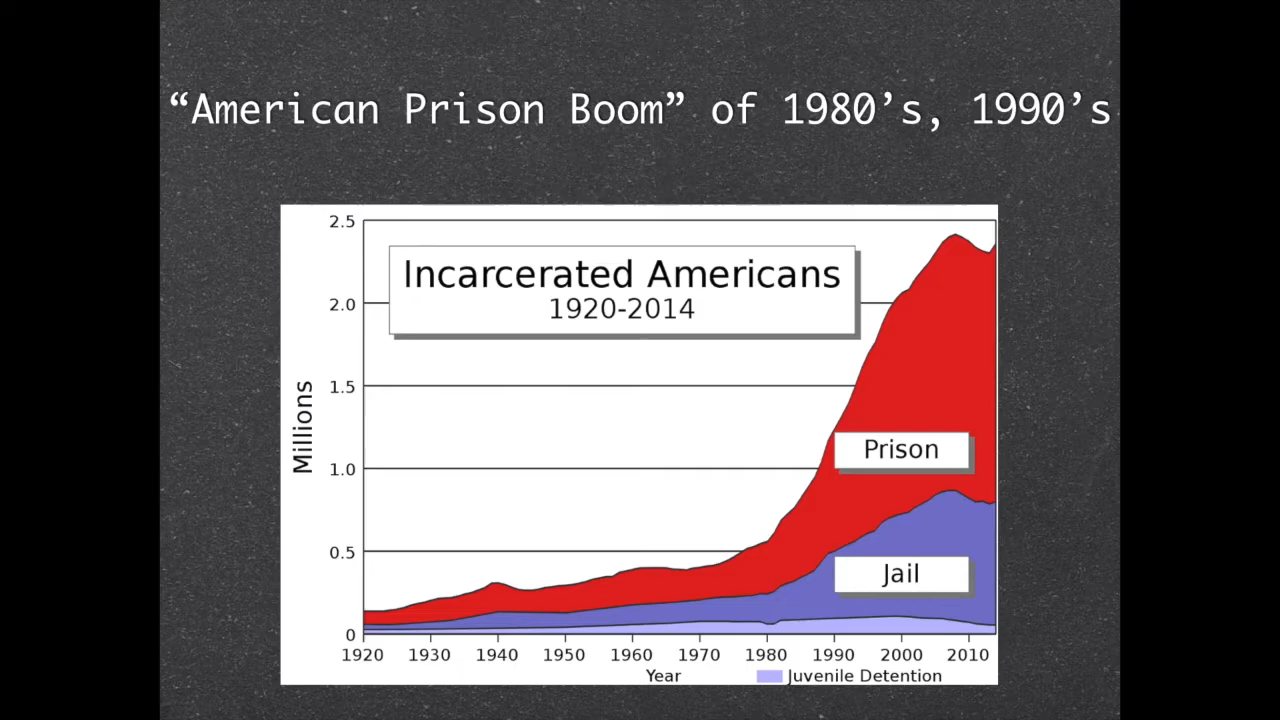 “American Prison Boom” of 1980’s, 1990’s
Incarcerated Americans
1920-2014
Millions
2.5
2.0
1.5
1.0
0.5
0
Prison
Jail
1920 1930 1940 1950 1960 1970 1980 1990 2000 2010
Year
Juvenile Detention